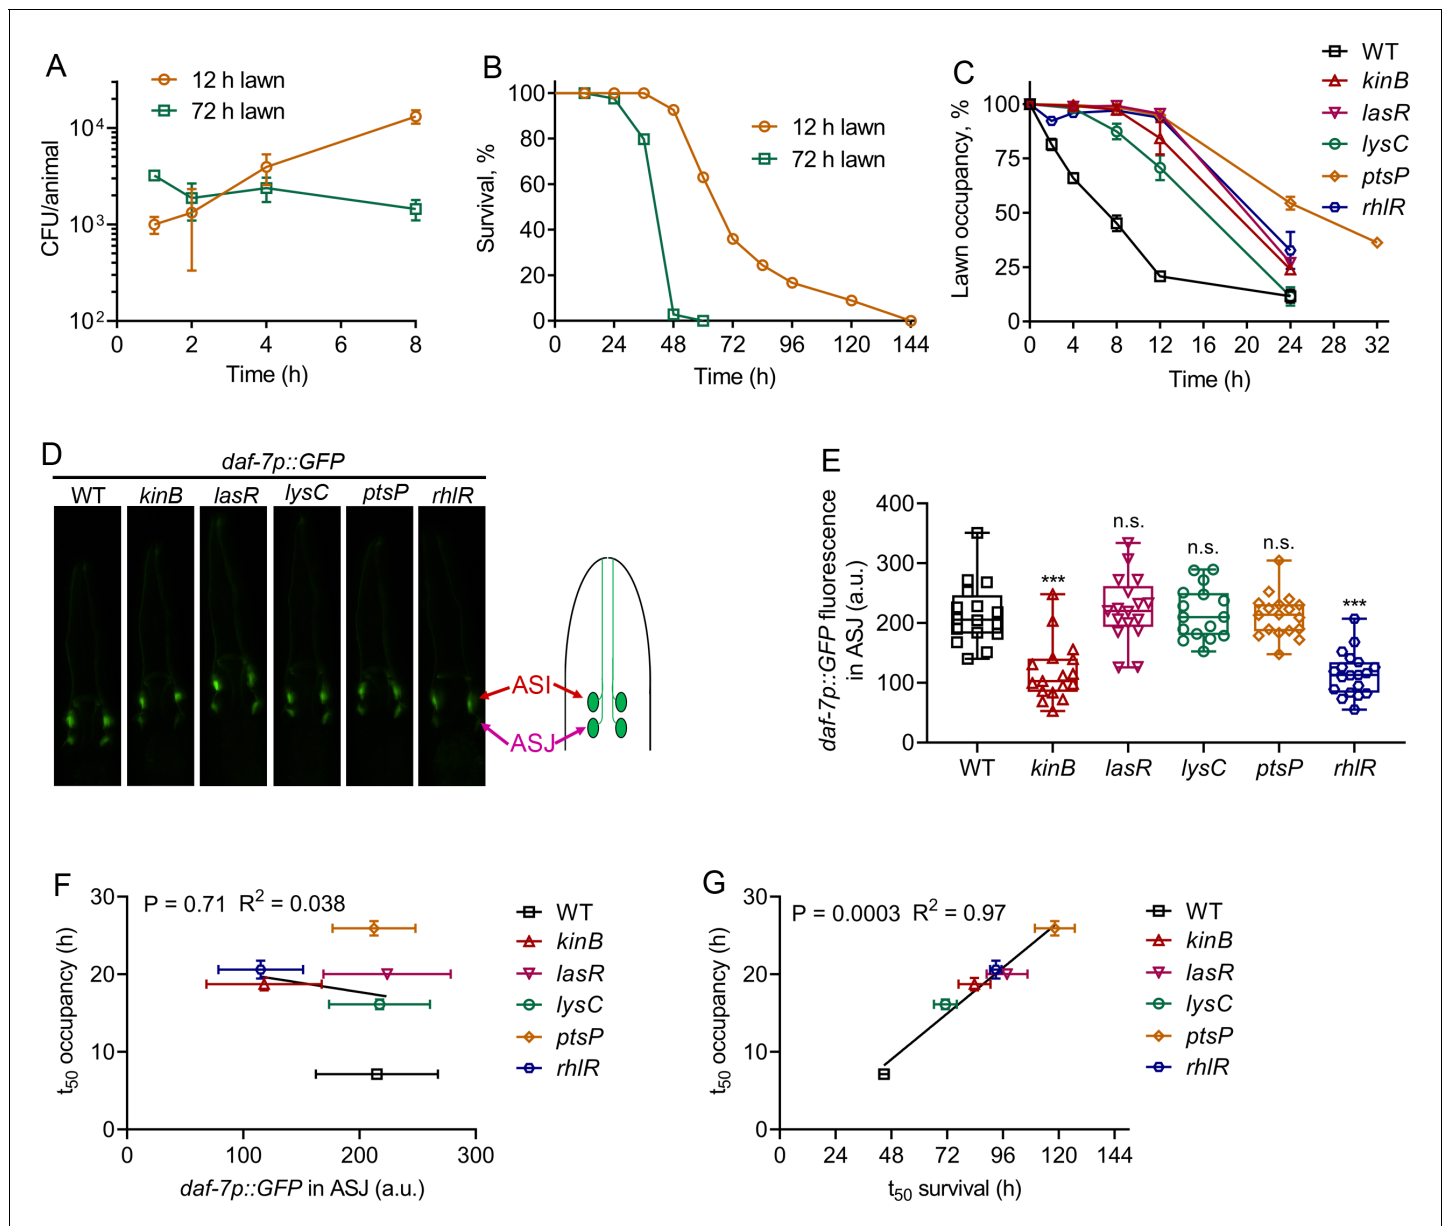 A
12 h lawn
72 h lawn
CFU/animal
10⁴
10³
10²
0 2 4 6 8
Time (h)
B
12 h lawn
72 h lawn
Survival, %
100
80
60
40
20
0
0 24 48 72 96 120 144
Time (h)
C
WT
kinB
lasR
lysC
ptsP
rhlR
Lawn occupancy, %
100
75
50
25
0
0 4 8 12 16 20 24 28 32
Time (h)
D
daf-7p::GFP
WT kinB lasR lysC ptsP rhlR
ASI
ASJ
E
daf-7p::GFP fluorescence
in ASJ (a.u.)
400
300
200
100
0
*** n.s. n.s. n.s. ***
WT kinB lasR lysC ptsP rhlR
F
P = 0.71 R² = 0.038
t₅₀ occupancy (h)
30
20
10
0
0 100 200 300
daf-7p::GFP in ASJ (a.u.)
WT
kinB
lasR
lysC
ptsP
rhlR
G
P = 0.0003 R² = 0.97
t₅₀ occupancy (h)
30
20
10
0
0 24 48 72 96 120 144
t₅₀ survival (h)
WT
kinB
lasR
lysC
ptsP
rhlR